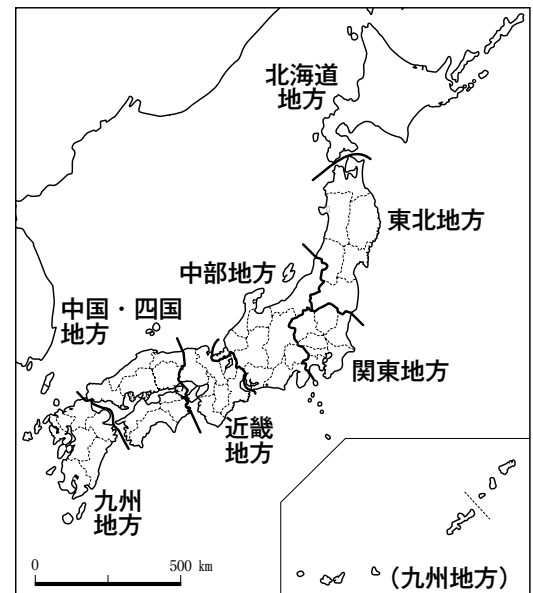 北海道
地方
東北地方
中部地方
中国・四国
地方
関東地方
近畿
地方
九州
地方
0 500 km
(九州地方)